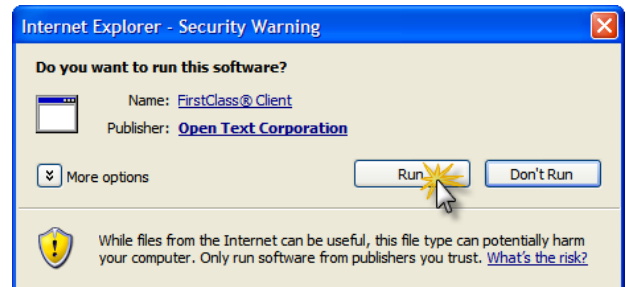 Internet Explorer - Security Warning
Do you want to run this software?
Name: FirstClass® Client
Publisher: Open Text Corporation
More options
Run
Don't Run
While files from the Internet can be useful, this file type can potentially harm
your computer. Only run software from publishers you trust. What's the risk?